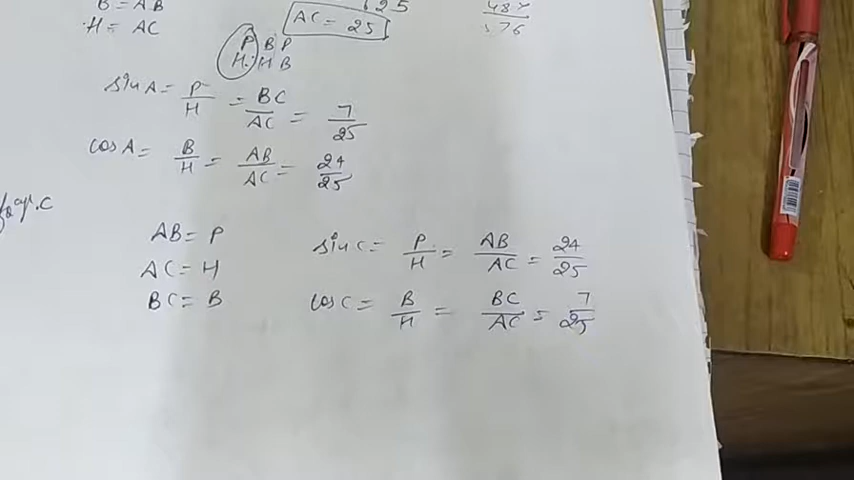 B = AB
H = AC
625
AC = 25
576
P B P
H H B
sin A = P/H = BC/AC = 7/25
cos A = B/H = AB/AC = 24/25
AB = P
AC = H
BC = B
sin C = P/H = AB/AC = 24/25
cos C = B/H = BC/AC = 7/25